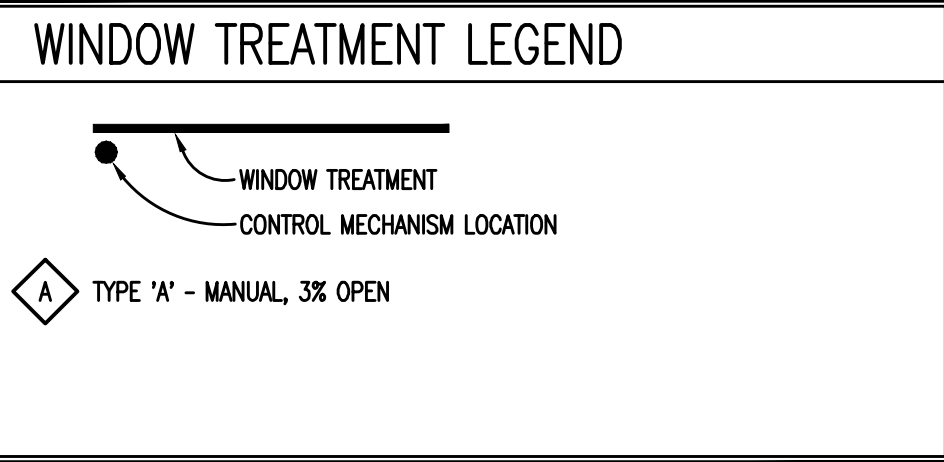 WINDOW TREATMENT LEGEND
WINDOW TREATMENT
CONTROL MECHANISM LOCATION
A TYPE 'A' - MANUAL, 3% OPEN